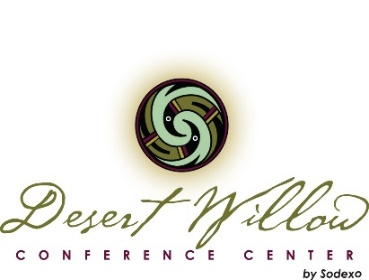 Desert Willow
CONFERENCE CENTER
by Sodexo